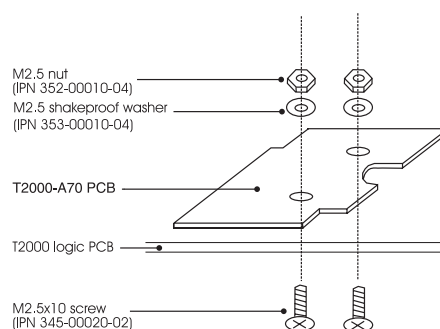 M2.5 nut
(IPN 352-00010-04)
M2.5 shakeproof washer
(IPN 353-00010-04)
T2000-A70 PCB
T2000 logic PCB
M2.5x10 screw
(IPN 345-00020-02)